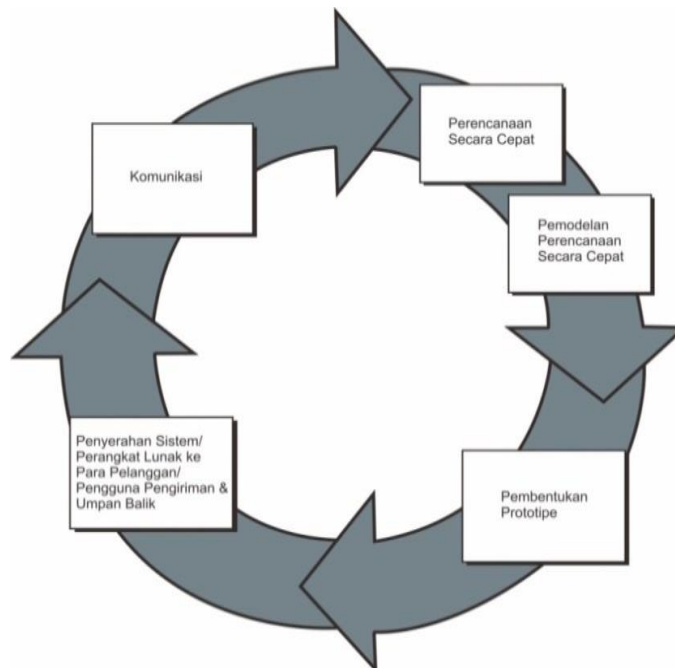 Komunikasi
Perencanaan
Secara Cepat
Pemodelan
Perencanaan
Secara Cepat
Pembentukan
Prototipe
Penyerahan Sistem/
Perangkat Lunak ke
Para Pelanggan/
Pengguna Pengiriman &
Umpan Balik